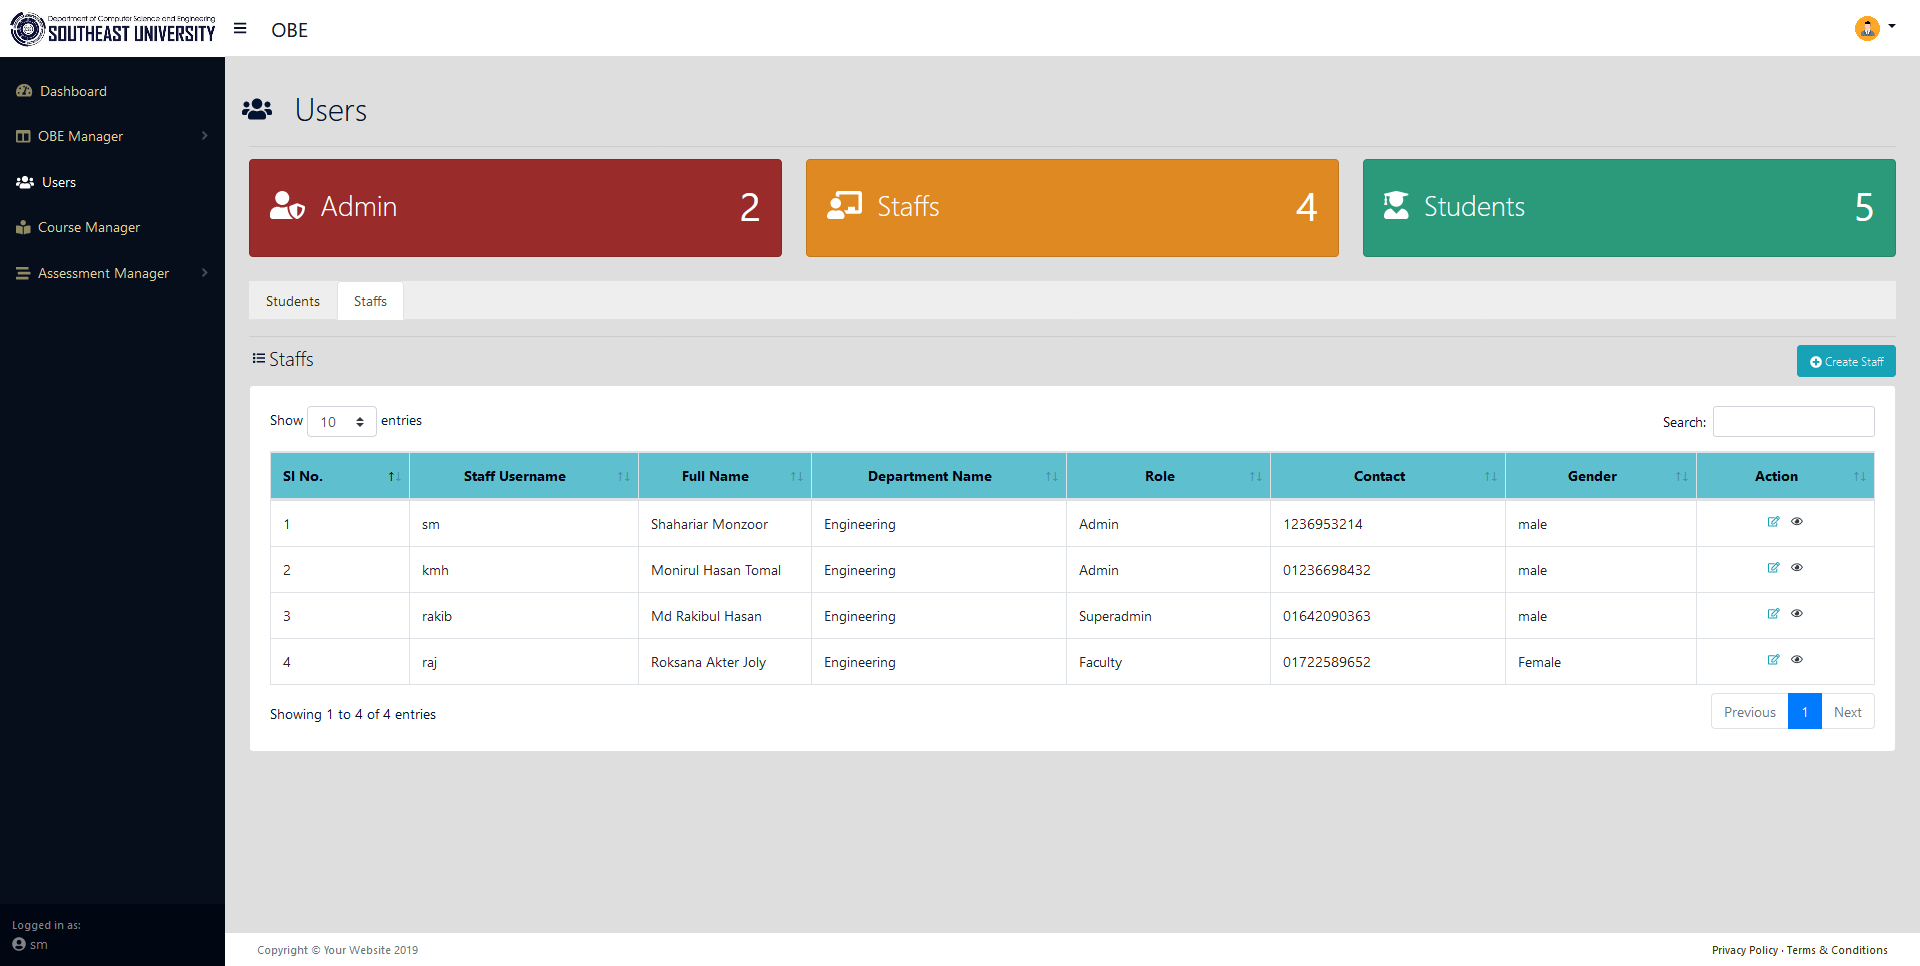 Department of Computer Science and Engineering
SOUTHEAST UNIVERSITY
OBE
Dashboard
OBE Manager
Users
Course Manager
Assessment Manager
Logged in as:
sm
Users
Admin 2
Staffs 4
Students 5
Students Staffs
Staffs
Create Staff
Show 10 entries
Search:
Sl No. Staff Username Full Name Department Name Role Contact Gender Action
1 sm Shahariar Monzoor Engineering Admin 1236953214 male
2 kmh Monirul Hasan Tomal Engineering Admin 01236698432 male
3 rakib Md Rakibul Hasan Engineering Superadmin 01642090363 male
4 raj Roksana Akter Joly Engineering Faculty 01722589652 Female
Showing 1 to 4 of 4 entries
Previous 1 Next
Copyright © Your Website 2019
Privacy Policy · Terms & Conditions